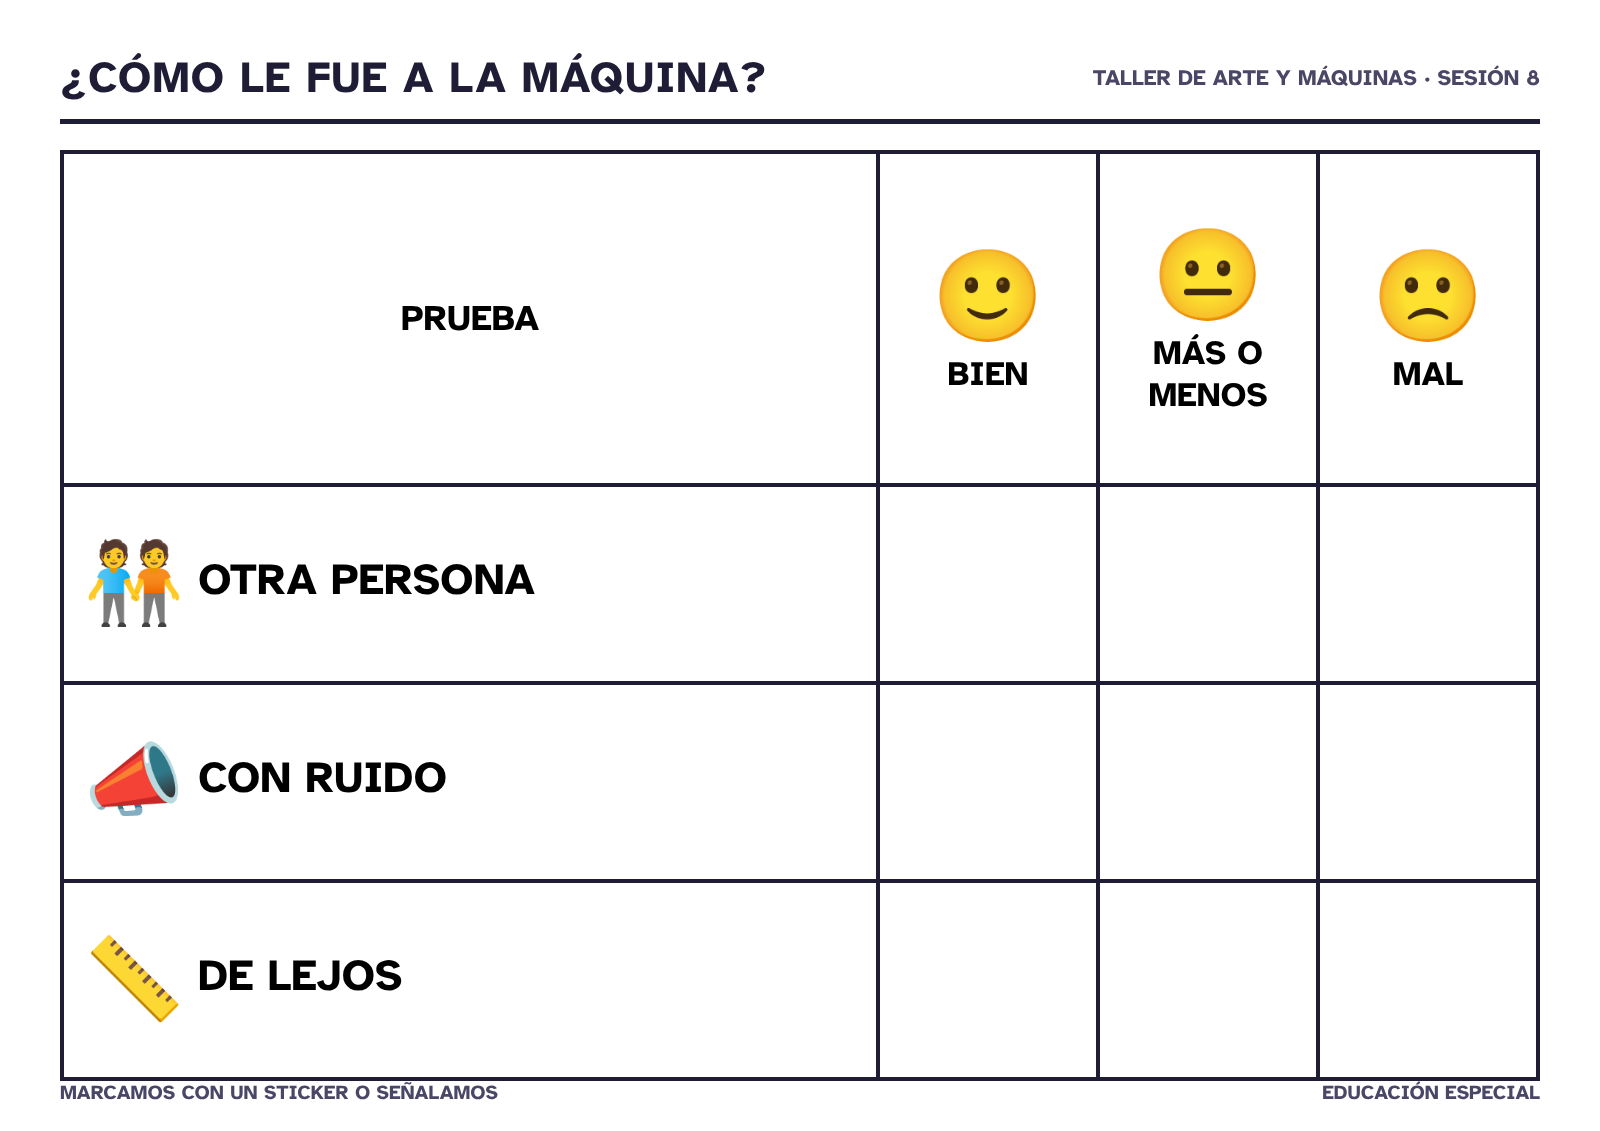 ¿CÓMO LE FUE A LA MÁQUINA?
TALLER DE ARTE Y MÁQUINAS · SESIÓN 8
PRUEBA
BIEN
MÁS O
MENOS
MAL
OTRA PERSONA
CON RUIDO
DE LEJOS
MARCAMOS CON UN STICKER O SEÑALAMOS
EDUCACIÓN ESPECIAL